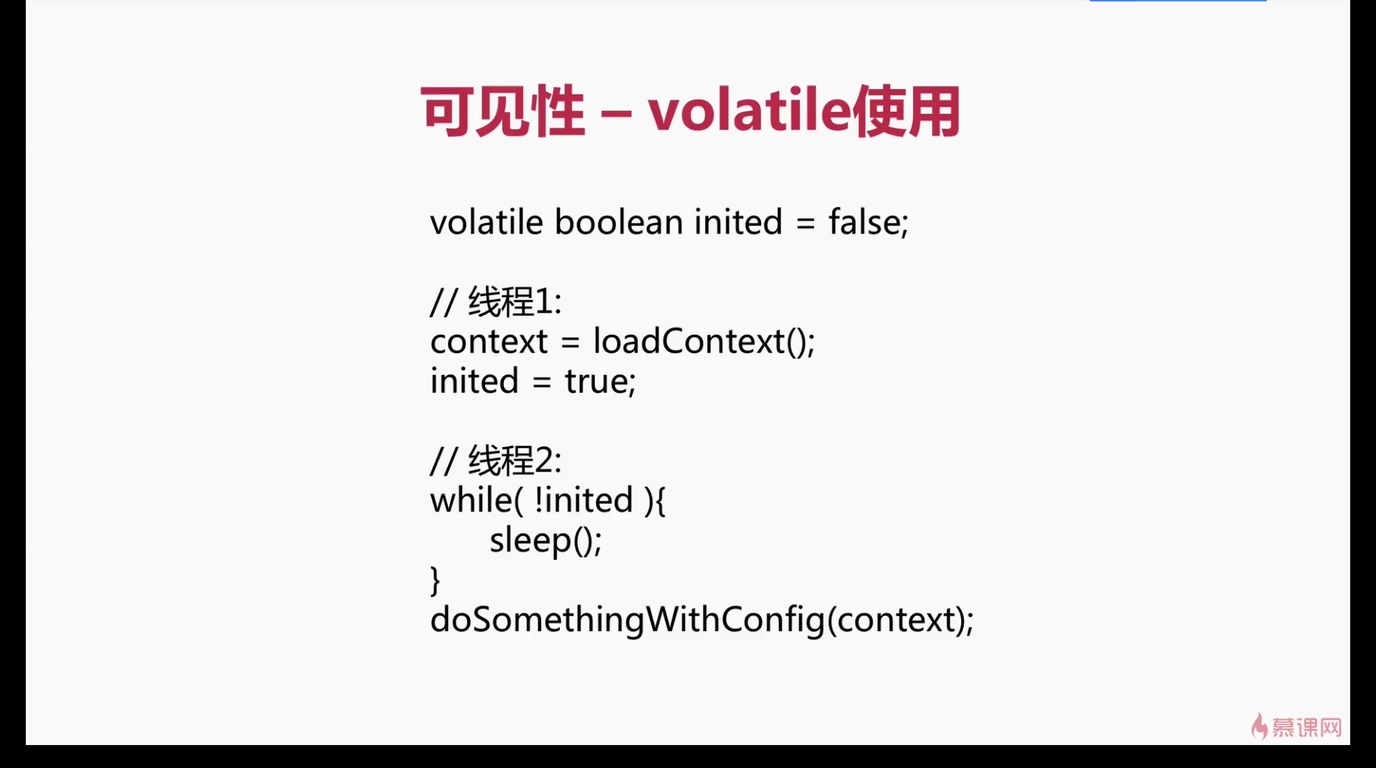 可见性 – volatile使用
volatile boolean inited = false;
// 线程1:
context = loadContext();
inited = true;
// 线程2:
while( !inited ){
sleep();
}
doSomethingWithConfig(context);
慕课网